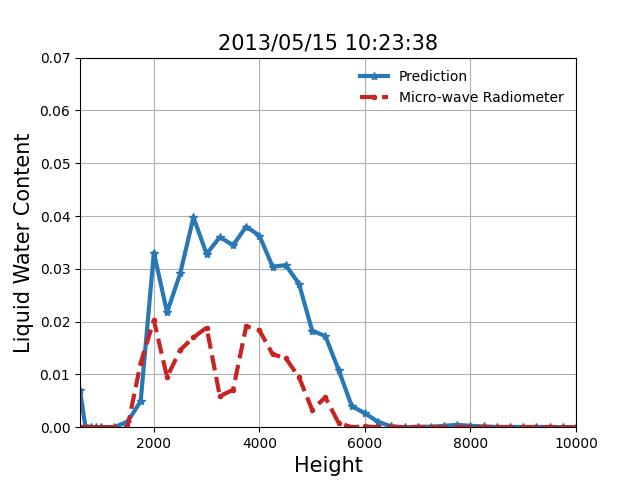 2013/05/15 10:23:38
Prediction
Micro-wave Radiometer
Liquid Water Content
0.07
0.06
0.05
0.04
0.03
0.02
0.01
0.00
2000 4000 6000 8000 10000
Height